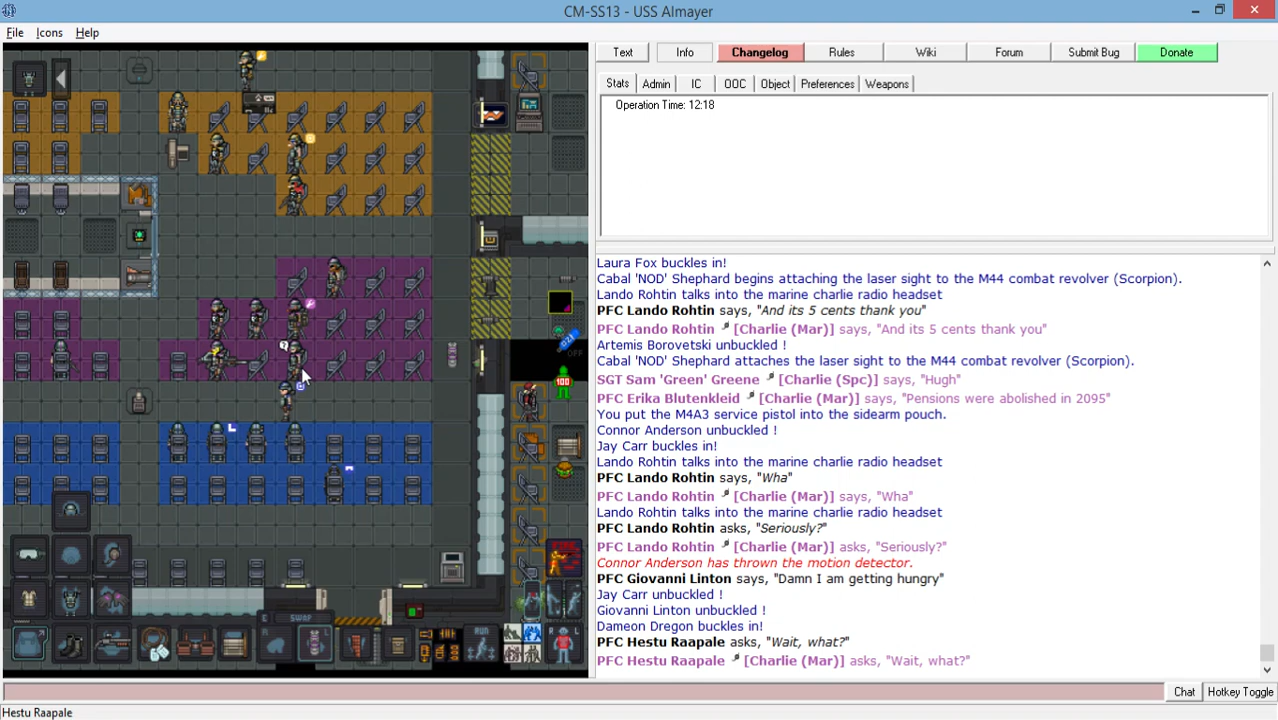 CM-SS13 - USS Almayer
File Icons Help
Text Info Changelog Rules Wiki Forum Submit Bug Donate
Stats Admin IC OOC Object Preferences Weapons
Operation Time: 12:18
Laura Fox buckles in!
Cabal 'NOD' Shephard begins attaching the laser sight to the M44 combat revolver (Scorpion).
Lando Rohtin talks into the marine charlie radio headset
PFC Lando Rohtin says, "And its 5 cents thank you"
PFC Lando Rohtin [Charlie (Mar)] says, "And its 5 cents thank you"
Artemis Borovetski unbuckled !
Cabal 'NOD' Shephard attaches the laser sight to the M44 combat revolver (Scorpion).
SGT Sam 'Green' Greene [Charlie (Spc)] says, "Hugh"
PFC Erika Blutenkleid [Charlie (Mar)] says, "Pensions were abolished in 2095"
You put the M4A3 service pistol into the sidearm pouch.
Connor Anderson unbuckled !
Jay Carr buckles in!
Lando Rohtin talks into the marine charlie radio headset
PFC Lando Rohtin says, "Wha"
PFC Lando Rohtin [Charlie (Mar)] says, "Wha"
Lando Rohtin talks into the marine charlie radio headset
PFC Lando Rohtin asks, "Seriously?"
PFC Lando Rohtin [Charlie (Mar)] asks, "Seriously?"
Connor Anderson has thrown the motion detector.
PFC Giovanni Linton says, "Damn I am getting hungry"
Jay Carr unbuckled !
Giovanni Linton unbuckled !
Dameon Dregon buckles in!
PFC Hestu Raapale asks, "Wait, what?"
PFC Hestu Raapale [Charlie (Mar)] asks, "Wait, what?"
OFF
100
SWAP
RUN
R L
Chat Hotkey Toggle
Hestu Raapale